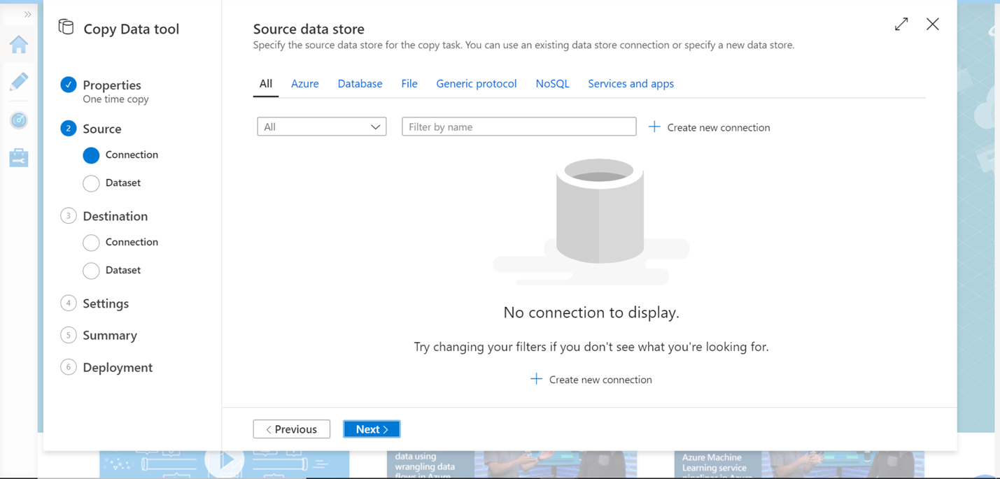 Copy Data tool
Properties
One time copy
2
Source
Connection
Dataset
3
Destination
Connection
Dataset
4
Settings
5
Summary
6
Deployment
Source data store
Specify the source data store for the copy task. You can use an existing data store connection or specify a new data store.
All Azure Database File Generic protocol NoSQL Services and apps
All
Filter by name
Create new connection
No connection to display.
Try changing your filters if you don't see what you're looking for.
Create new connection
Previous
Next
data using
wrangling data
flows in Azure
Azure Machine
Learning service
pipelines in Azure